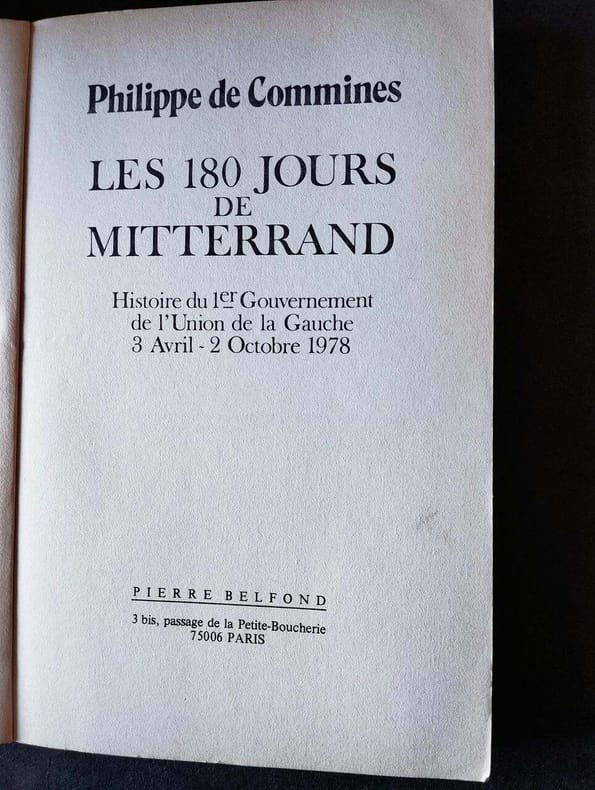 Philippe de Commines
LES 180 JOURS
DE
MITTERRAND
Histoire du 1er Gouvernement
de l'Union de la Gauche
3 Avril - 2 Octobre 1978
PIERRE BELFOND
3 bis, passage de la Petite-Boucherie
75006 PARIS